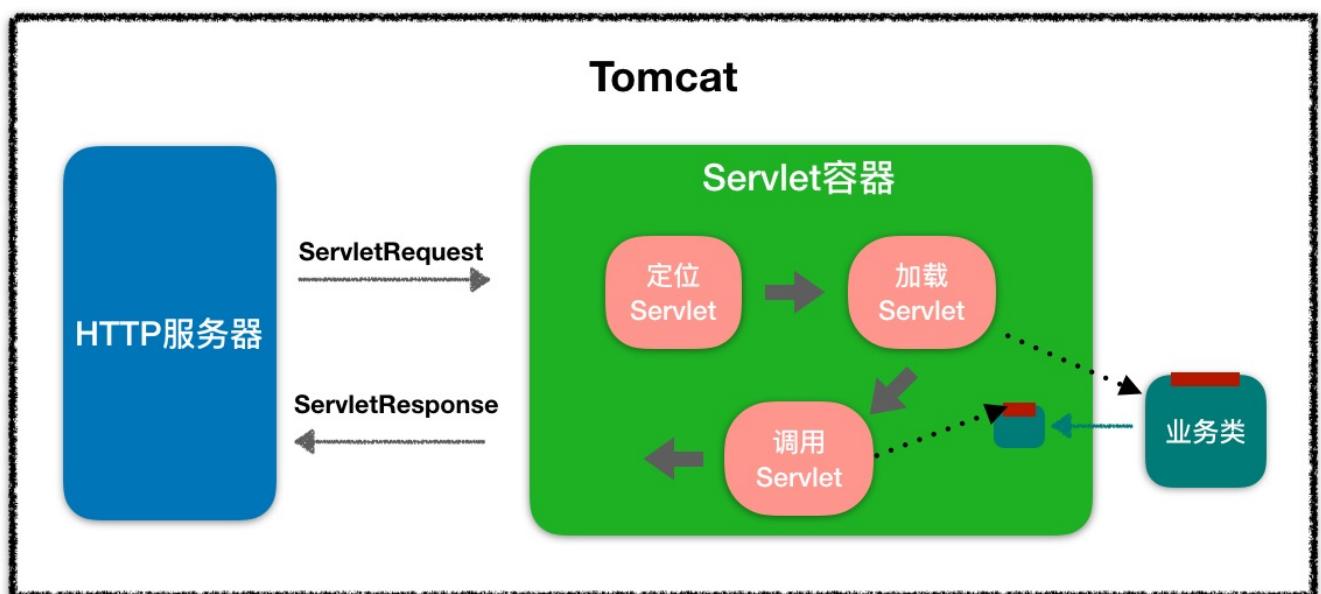 Tomcat
Servlet容器
ServletRequest
定位
Servlet
加载
Servlet
HTTP服务器
ServletResponse
调用
Servlet
业务类